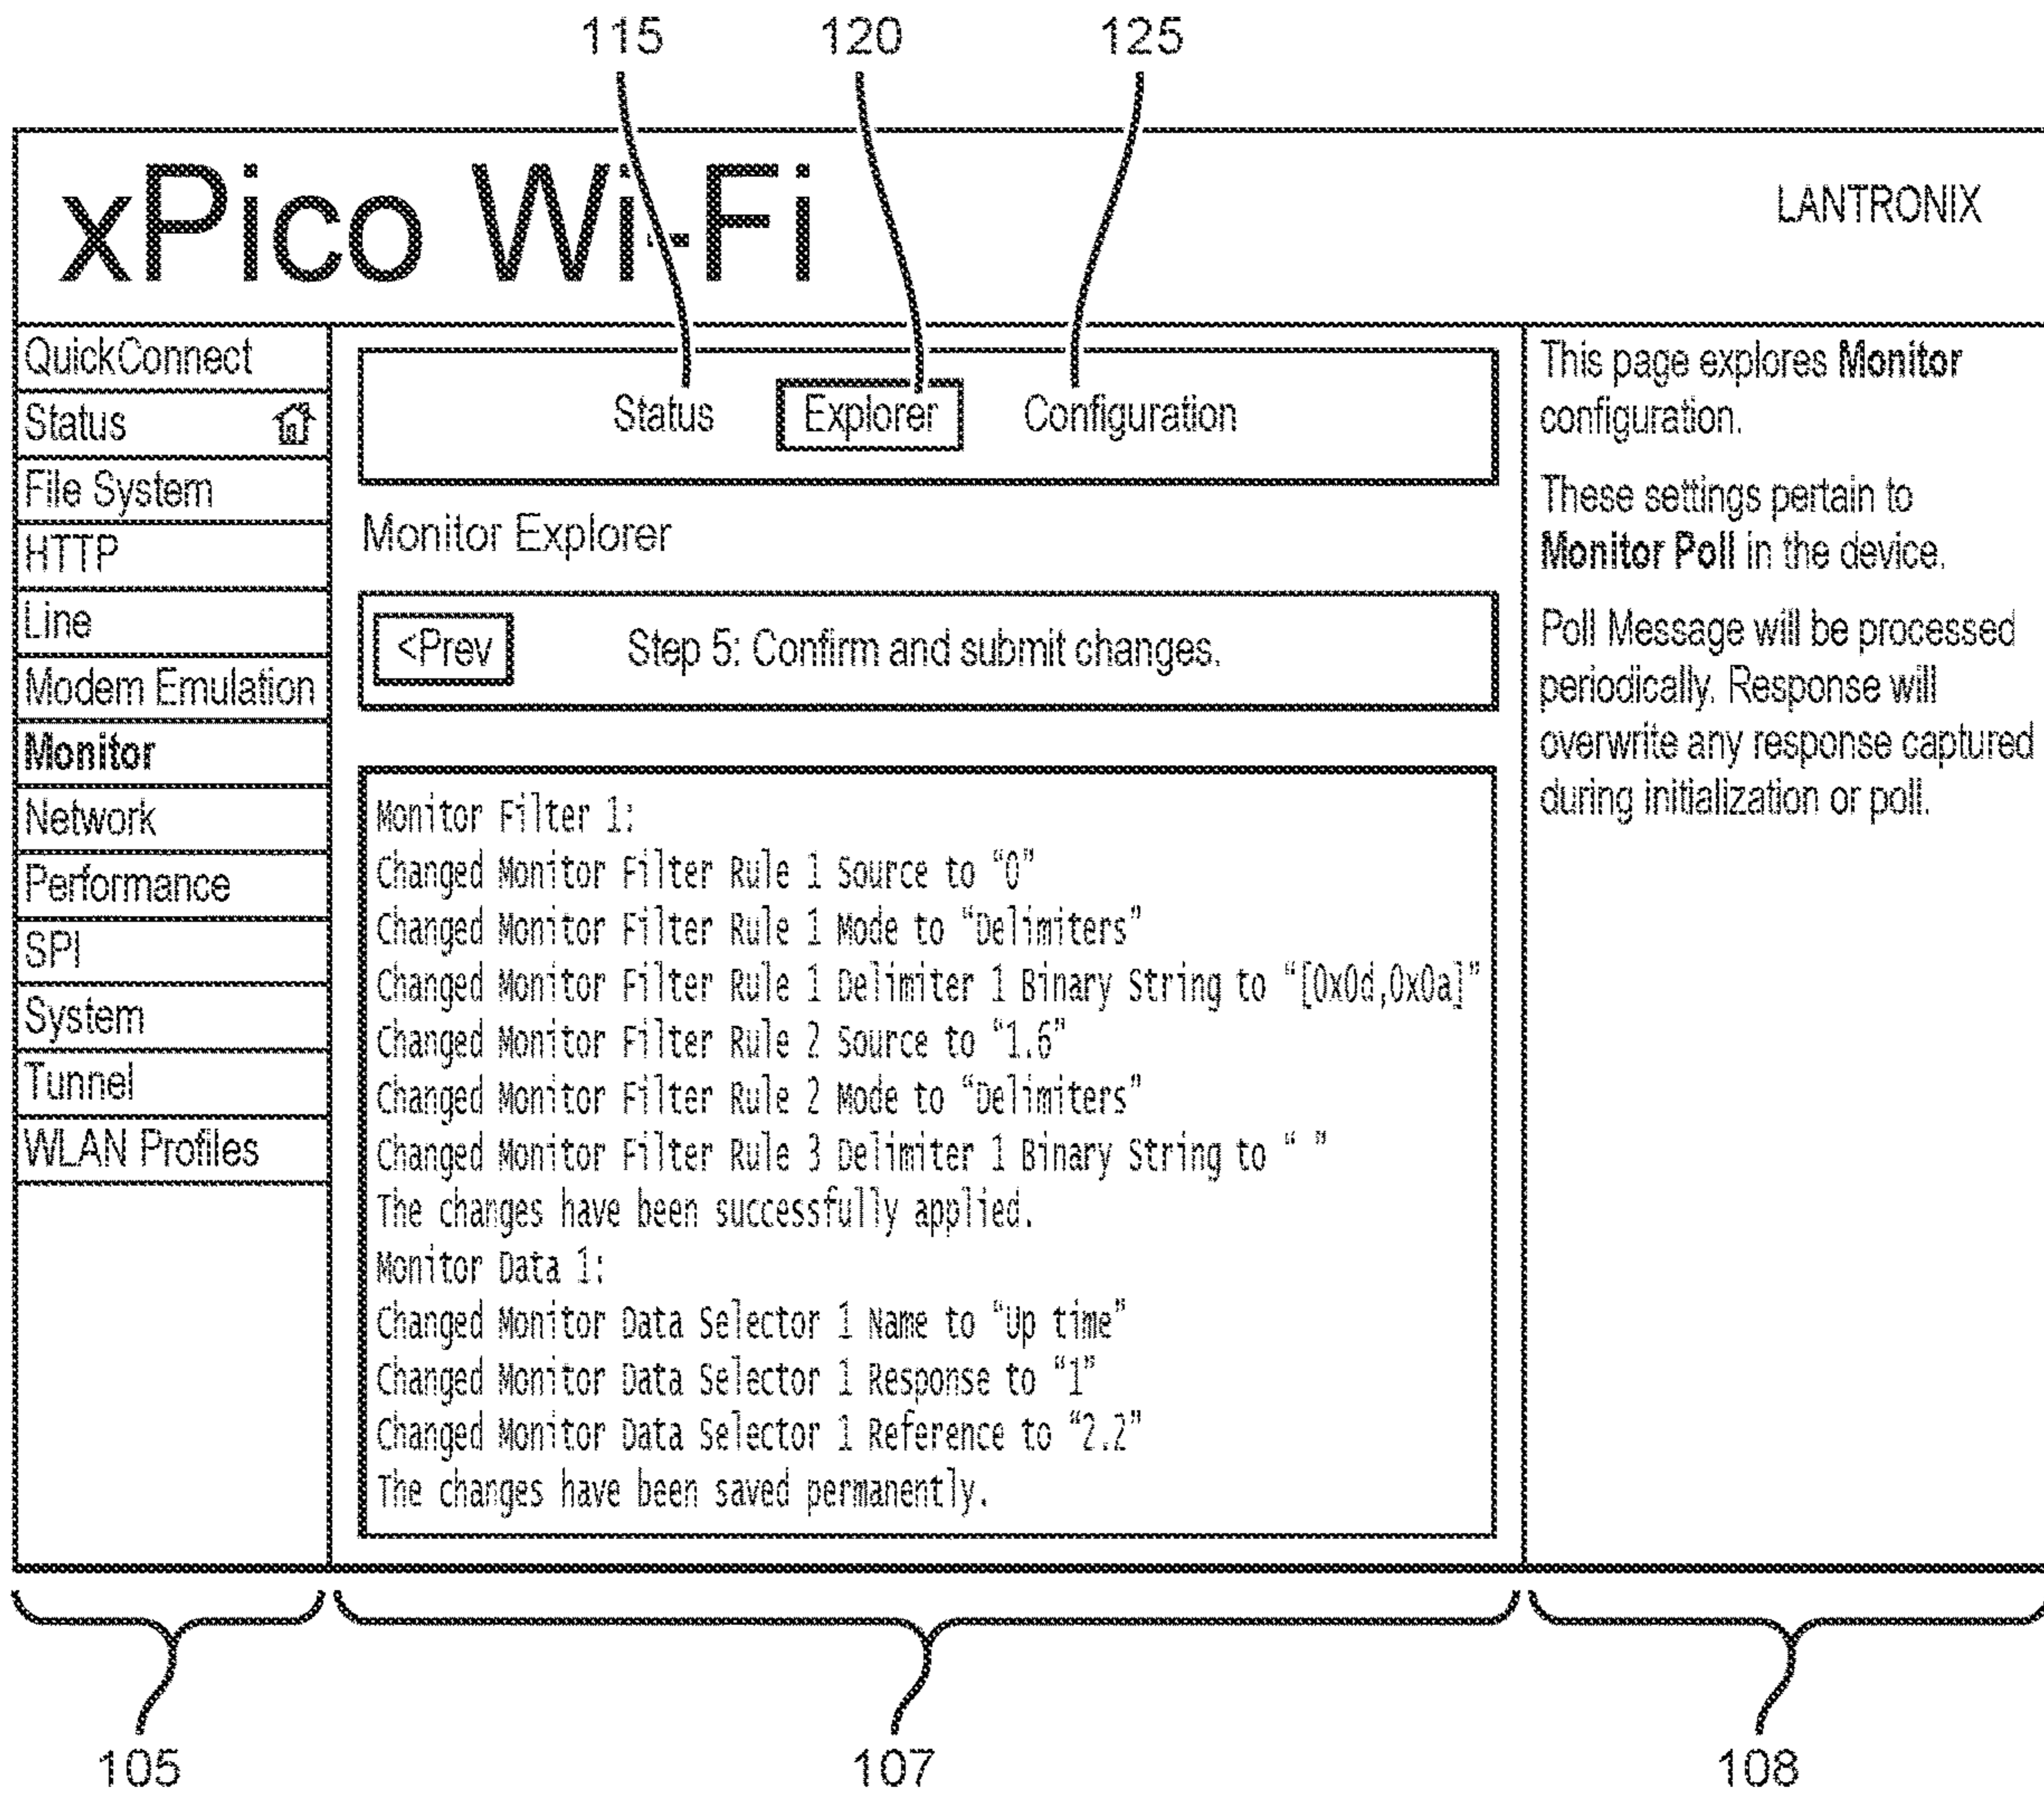 115 120 125
xPico Wi-Fi
LANTRONIX
QuickConnect
Status
File System
HTTP
Line
Modem Emulation
Monitor
Network
Performance
SPI
System
Tunnel
WLAN Profiles
Status Explorer Configuration
Monitor Explorer
<Prev Step 5: Confirm and submit changes.
Monitor Filter 1:
Changed Monitor Filter Rule 1 Source to “0”
Changed Monitor Filter Rule 1 Mode to “Delimiters”
Changed Monitor Filter Rule 1 Delimiter 1 Binary String to “[0x0d,0x0a]”
Changed Monitor Filter Rule 2 Source to “1.6”
Changed Monitor Filter Rule 2 Mode to “Delimiters”
Changed Monitor Filter Rule 3 Delimiter 1 Binary String to “ ”
The changes have been successfully applied.
Monitor Data 1:
Changed Monitor Data Selector 1 Name to “Up time”
Changed Monitor Data Selector 1 Response to “1”
Changed Monitor Data Selector 1 Reference to “2.2”
The changes have been saved permanently.
This page explores Monitor
configuration.
These settings pertain to
Monitor Poll in the device.
Poll Message will be processed
periodically. Response will
overwrite any response captured
during initialization or poll.
105 107 108